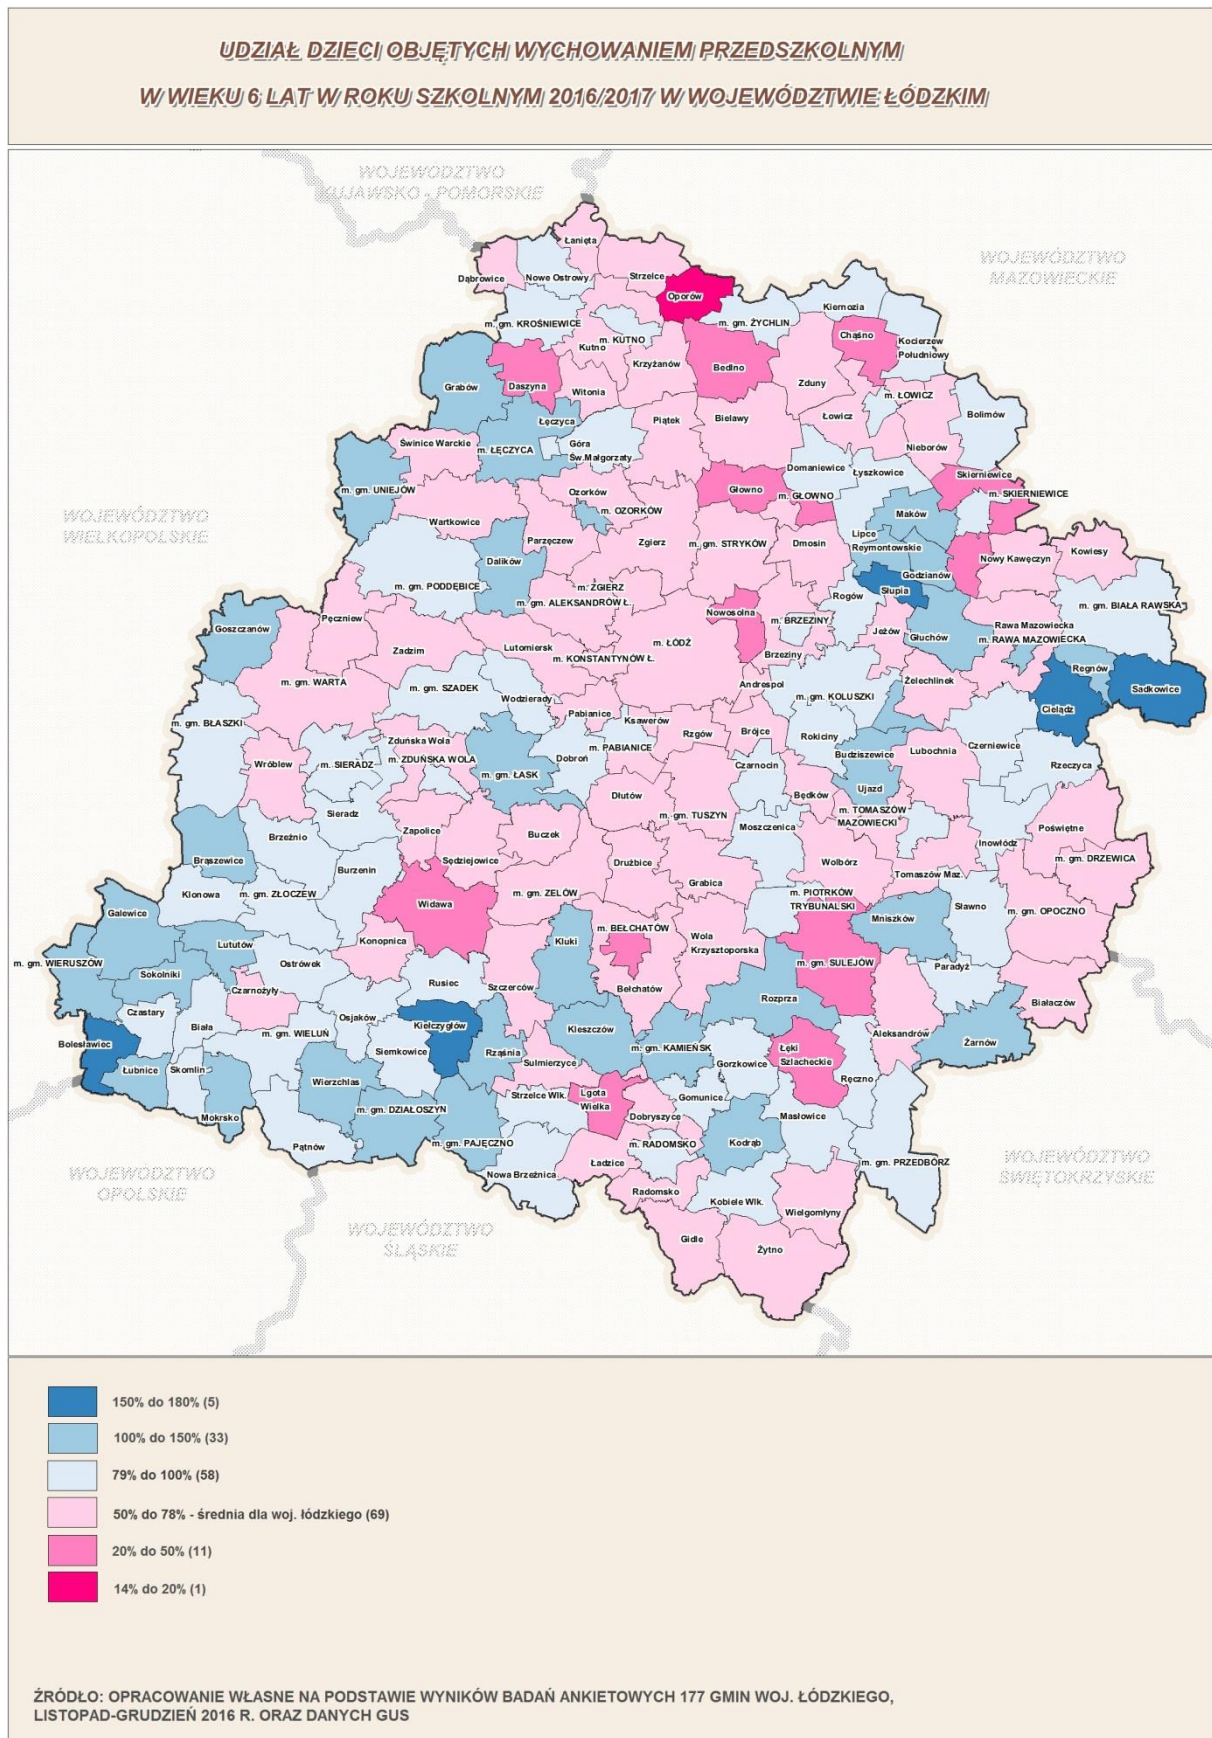 UDZIAŁ DZIECI OBJĘTYCH WYCHOWANIEM PRZEDSZKOLNYM
W WIEKU 6 LAT W ROKU SZKOLNYM 2016/2017 W WOJEWÓDZTWIE ŁÓDZKIM
WOJEWÓDZTWO
KUJAWSKO - POMORSKIE
WOJEWÓDZTWO
MAZOWIECKIE
Łanięta
Dąbrowice
Nowe Ostrowy
Strzelce
Oporów
Kiernozia
m. gm. KROŚNIEWICE
m. gm. ŻYCHLIN
m. KUTNO
Kutno
Chąśno
Kocierzew
Południowy
Krzyżanów
Bedlno
Grabów
Daszyna
Witonia
Zduny
m. ŁOWICZ
Łowicz
Bolimów
Łęczyca
Piątek
Bielawy
Świnice Warckie
m. ŁĘCZYCA
Góra
Św.Małgorzaty
Nieborów
Domaniewice
Łyszkowice
Skierniewice
m. gm. UNIEJÓW
Ozorków
Głowno
m. GŁOWNO
m. SKIERNIEWICE
WOJEWÓDZTWO
WIELKOPOLSKIE
Wartkowice
m. OZORKÓW
Maków
Parzęczew
Zgierz
m. gm. STRYKÓW
Dmosin
Lipce
Reymontowskie
Kowiesy
Dalików
Nowy Kawęczyn
m. gm. PODDĘBICE
m. ZGIERZ
m. gm. ALEKSANDRÓW Ł.
Godzianów
Słupia
Rogów
m. gm. BIAŁA RAWSKA
Pęczniew
Nowosolna
m. BRZEZINY
Goszczanów
Jeżów
Głuchów
Rawa Mazowiecka
m. RAWA MAZOWIECKA
Zadzim
Lutomiersk
m. ŁÓDŹ
m. KONSTANTYNÓW Ł.
Brzeziny
Regnów
m. gm. WARTA
m. gm. SZADEK
Andrespol
Żelechlinek
Sadkowice
Wodzierady
m. gm. KOLUSZKI
Cielądz
m. gm. BŁASZKI
Pabianice
Ksawerów
Rzgów
Brójce
Rokiciny
Zduńska Wola
m. PABIANICE
Czerniewice
Wróblew
m. SIERADZ
m. ZDUŃSKA WOLA
Dobroń
Budziszewice
Lubochnia
Rzeczyca
m. gm. ŁASK
Czarnocin
Ujazd
Dłutów
Będków
Sieradz
m. gm. TUSZYN
m. TOMASZÓW
MAZOWIECKI
Brzeźnio
Zapolice
Buczek
Moszczenica
Poświętne
Inowłódz
Brąszewice
Burzenin
Sędziejowice
Drużbice
Wolbórz
m. gm. DRZEWICA
Klonowa
m. gm. ZŁOCZEW
Widawa
m. gm. ZELÓW
Grabica
Tomaszów Maz.
m. PIOTRKÓW
TRYBUNALSKI
Sławno
m. gm. OPOCZNO
Galewice
Mniszków
Lututów
Konopnica
Kluki
m. BEŁCHATÓW
Wola
Krzysztoporska
m. gm. WIERUSZÓW
Ostrówek
m. gm. SULEJÓW
Paradyż
Sokolniki
Rusiec
Szczerców
Bełchatów
Czarnożyły
Rozprza
Białaczów
Czastary
Osjaków
Kiełczygłów
Kleszczów
Biała
m. gm. WIELUŃ
Aleksandrów
Żarnów
Bolesławiec
Siemkowice
Rząśnia
m. gm. KAMIEŃSK
Łęki
Szlacheckie
Łubnice
Skomlin
Sulmierzyce
Gorzkowice
Ręczno
Wierzchlas
Strzelce Wlk.
Lgota
Wielka
Gomunice
Mokrsko
m. gm. DZIAŁOSZYN
Dobryszyce
Masłowice
Pątnów
m. gm. PAJĘCZNO
m. RADOMSKO
Kodrąb
WOJEWÓDZTWO
OPOLSKIE
Nowa Brzeźnica
Ładzice
m. gm. PRZEDBÓRZ
WOJEWÓDZTWO
ŚWIĘTOKRZYSKIE
Radomsko
Kobiele Wlk.
Wielgomłyny
WOJEWÓDZTWO
ŚLĄSKIE
Gidle
Żytno
150% do 180% (5)
100% do 150% (33)
79% do 100% (58)
50% do 78% - średnia dla woj. łódzkiego (69)
20% do 50% (11)
14% do 20% (1)
ŹRÓDŁO: OPRACOWANIE WŁASNE NA PODSTAWIE WYNIKÓW BADAŃ ANKIETOWYCH 177 GMIN WOJ. ŁÓDZKIEGO,
LISTOPAD-GRUDZIEŃ 2016 R. ORAZ DANYCH GUS